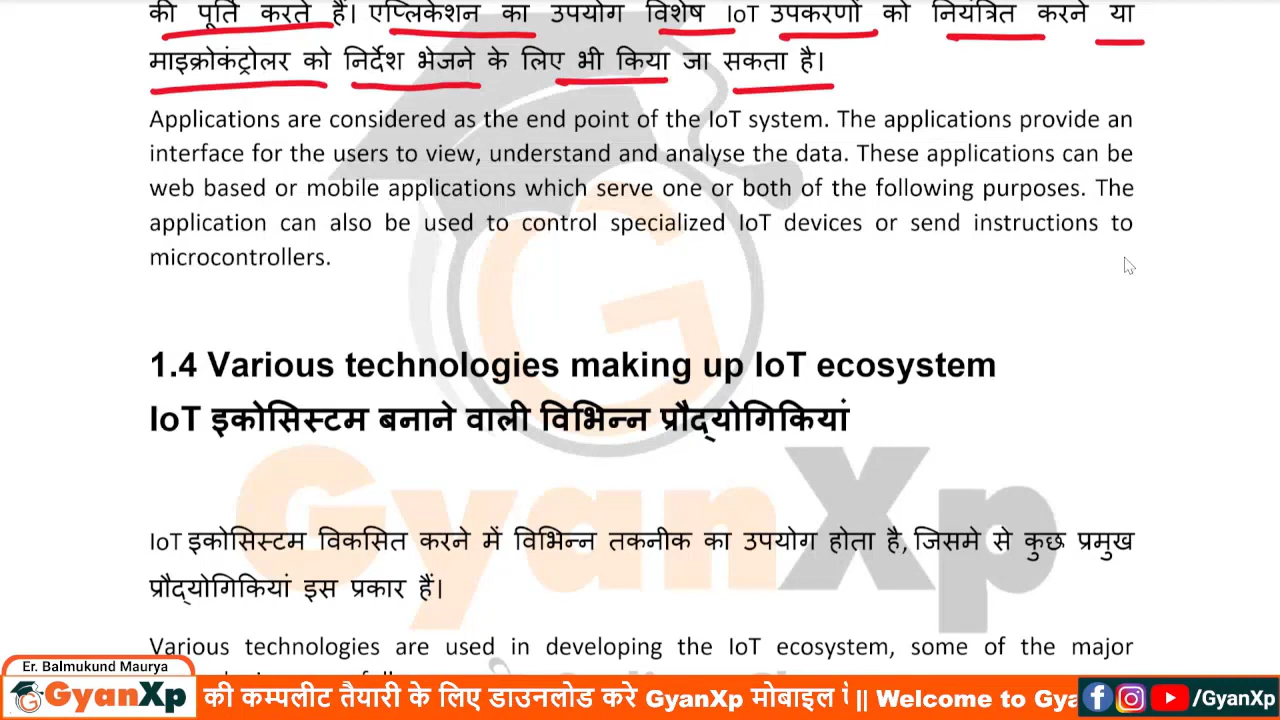 की पूर्ति करते हैं। एप्लिकेशन का उपयोग विशेष IoT उपकरणों को नियंत्रित करने या
माइक्रोकंट्रोलर को निर्देश भेजने के लिए भी किया जा सकता है।
Applications are considered as the end point of the IoT system. The applications provide an
interface for the users to view, understand and analyse the data. These applications can be
web based or mobile applications which serve one or both of the following purposes. The
application can also be used to control specialized IoT devices or send instructions to
microcontrollers.
1.4 Various technologies making up IoT ecosystem
IoT इकोसिस्टम बनाने वाली विभिन्न प्रौद्योगिकियां
GyanXp
IoT इकोसिस्टम विकसित करने में विभिन्न तकनीक का उपयोग होता है, जिसमे से कुछ प्रमुख
प्रौद्योगिकियां इस प्रकार हैं।
Various technologies are used in developing the IoT ecosystem, some of the major
Er. Balmukund Maurya
GyanXp की कम्पलीट तैयारी के लिए डाउनलोड करे GyanXp मोबाइल || Welcome to Gya /GyanXp